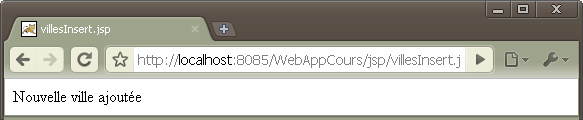 villesInsert.jsp
http://localhost:8085/WebAppCours/jsp/villesInsert.j
Nouvelle ville ajoutée